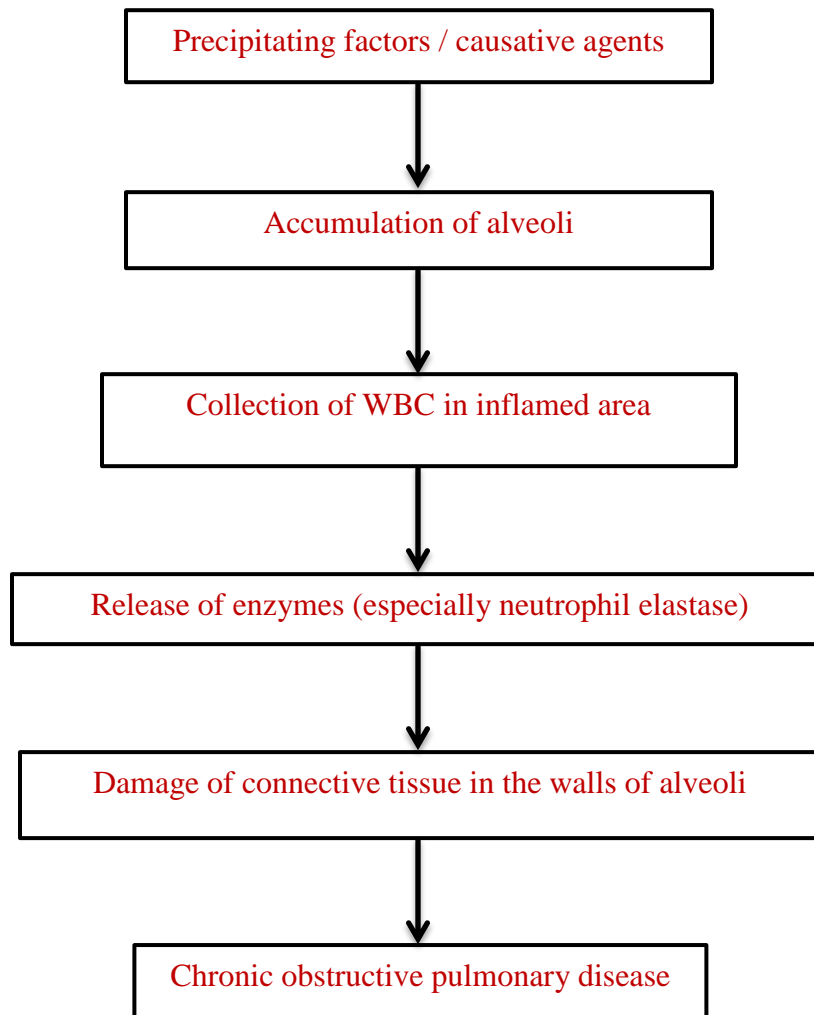 Precipitating factors / causative agents
Accumulation of alveoli
Collection of WBC in inflamed area
Release of enzymes (especially neutrophil elastase)
Damage of connective tissue in the walls of alveoli
Chronic obstructive pulmonary disease